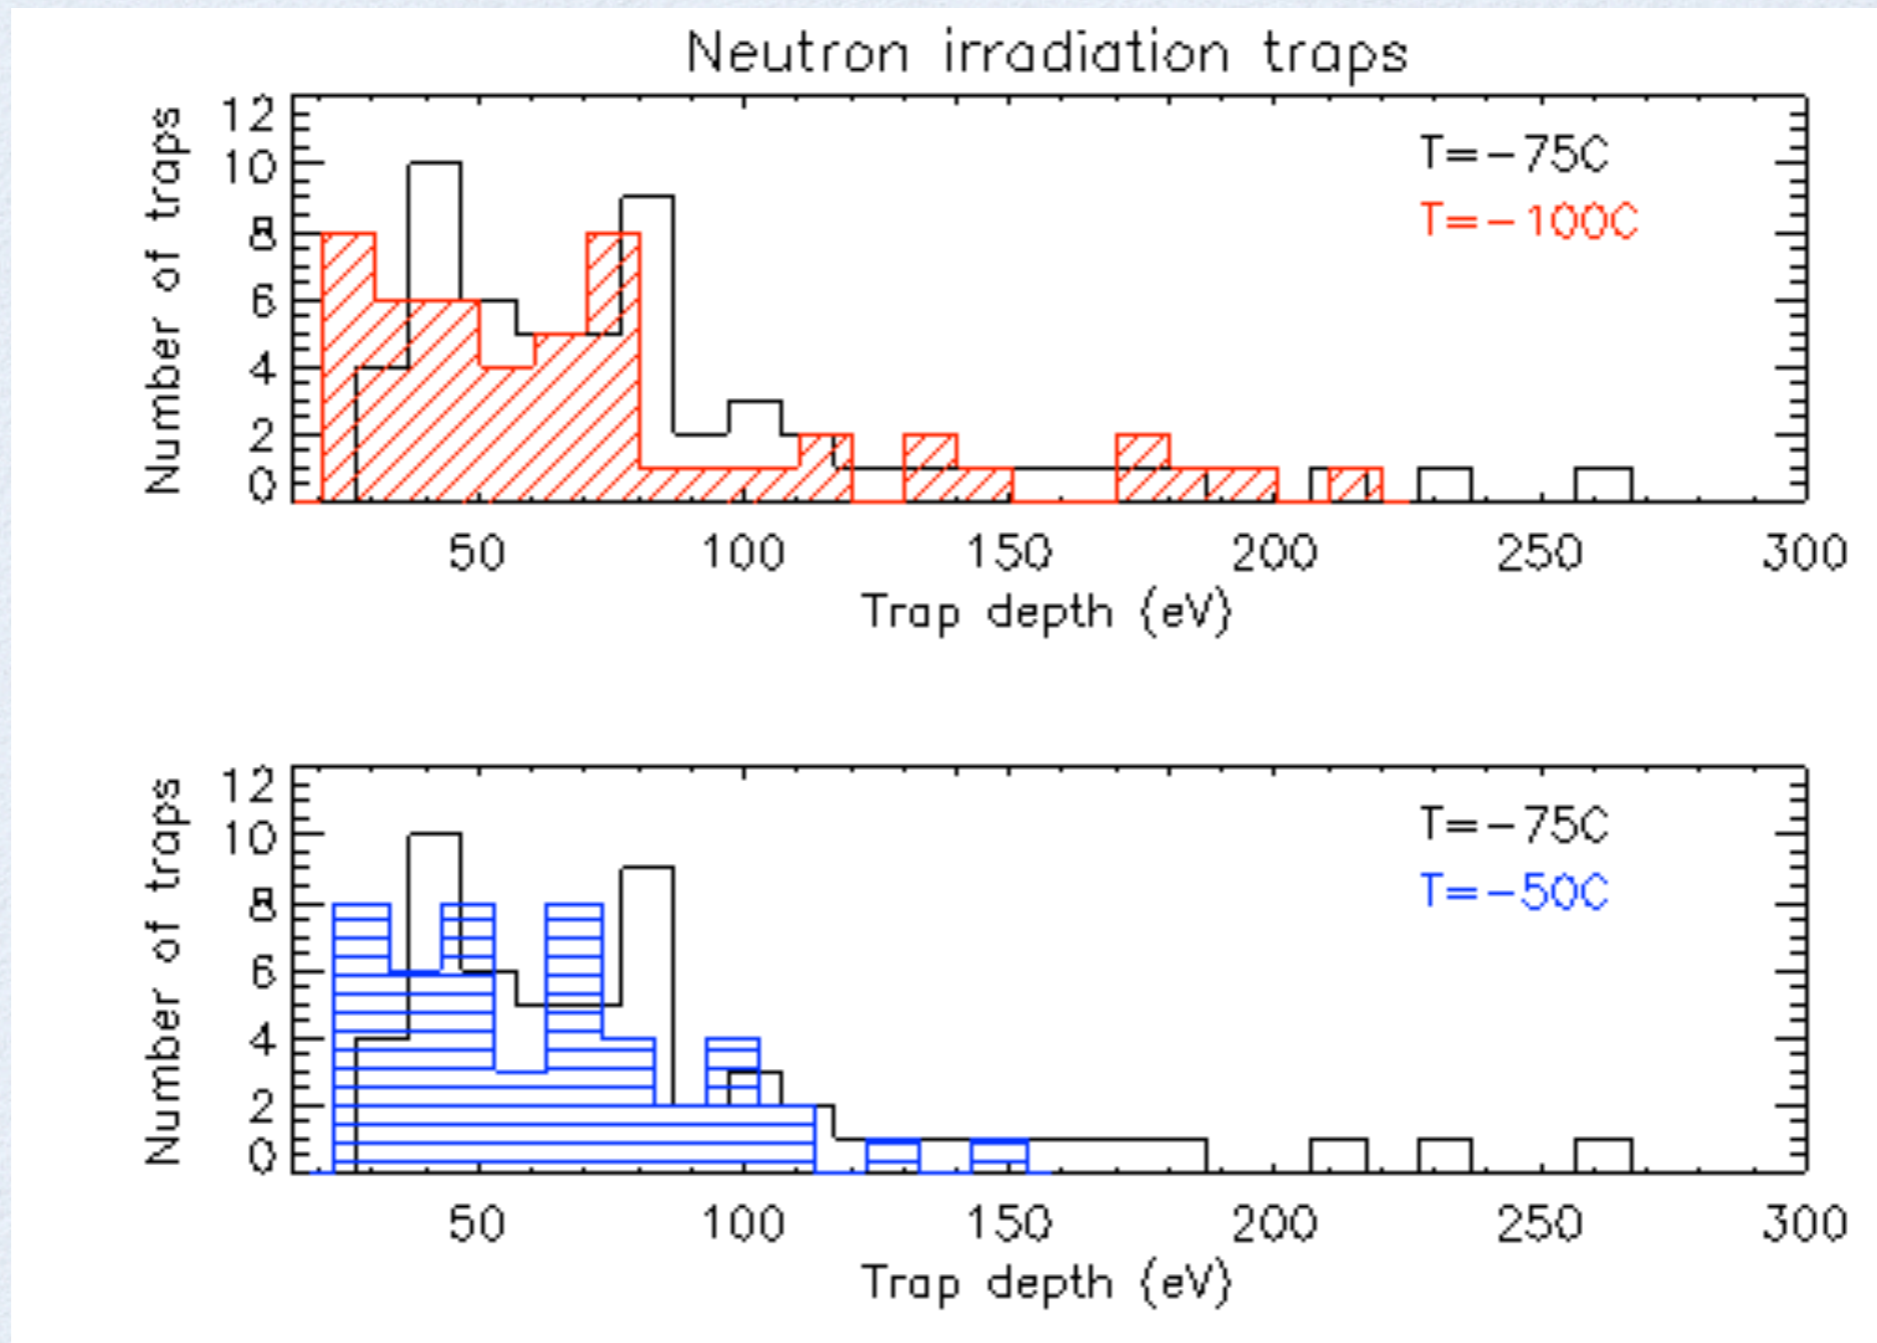 Neutron irradiation traps
Number of traps
12
10
8
6
4
2
0
T=-75C
T=-100C
50 100 150 200 250 300
Trap depth (eV)
Number of traps
12
10
8
6
4
2
0
T=-75C
T=-50C
50 100 150 200 250 300
Trap depth (eV)